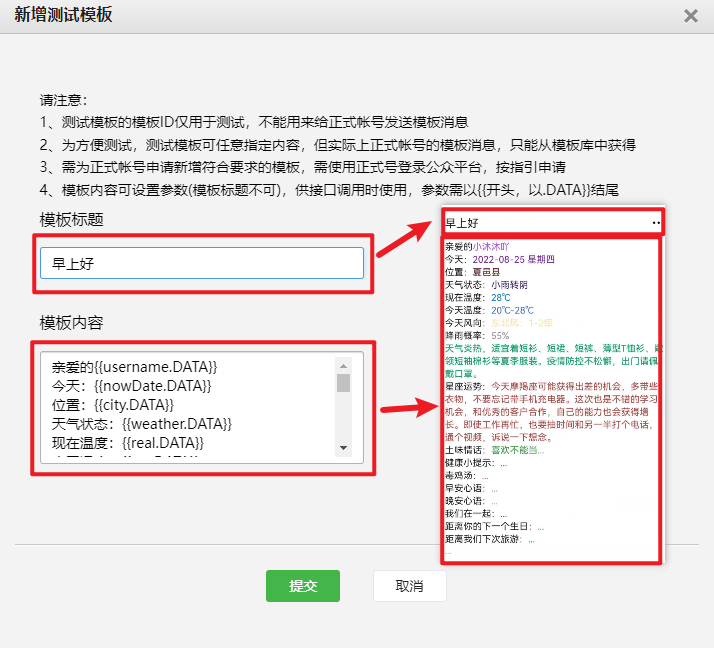 新增测试模板
请注意：
1、测试模板的模板ID仅用于测试，不能用来给正式帐号发送模板消息
2、为方便测试，测试模板可任意指定内容，但实际上正式帐号的模板消息，只能从模板库中获得
3、需为正式帐号申请新增符合要求的模板，需使用正式号登录公众平台，按指引申请
4、模板内容可设置参数(模板标题不可)，供接口调用时使用，参数需以{{开头，以.DATA}}结尾
模板标题
早上好
模板内容
亲爱的{{username.DATA}}
今天：{{nowDate.DATA}}
位置：{{city.DATA}}
天气状态：{{weather.DATA}}
现在温度：{{real.DATA}}
早上好
亲爱的小沐沐吖
今天：2022-08-25 星期四
位置：夏邑县
天气状态：小雨转阴
现在温度：28℃
今天温度：20℃-28℃
今天风向：东北风：1-2级
降雨概率：55%
天气炎热，适宜着短衫、短裙、短裤、薄型T恤衫、敞
领短袖棉衫等夏季服装。疫情防控不松懈，出门请佩
戴口罩。
星座运势：今天摩羯座可能获得出差的机会，多带些
衣物，不要忘记带手机充电器。这次也是不错的学习
机会，和优秀的客户合作，自己的能力也会获得增
长。即使工作再忙，也要抽时间和另一半打个电话，
通个视频，诉说一下想念。
土味情话：喜欢不能当...
健康小提示：...
毒鸡汤：...
早安心语：...
晚安心语：...
我们在一起：...
距离你的下一个生日：...
距离我们下次旅游：...
...
提交
取消